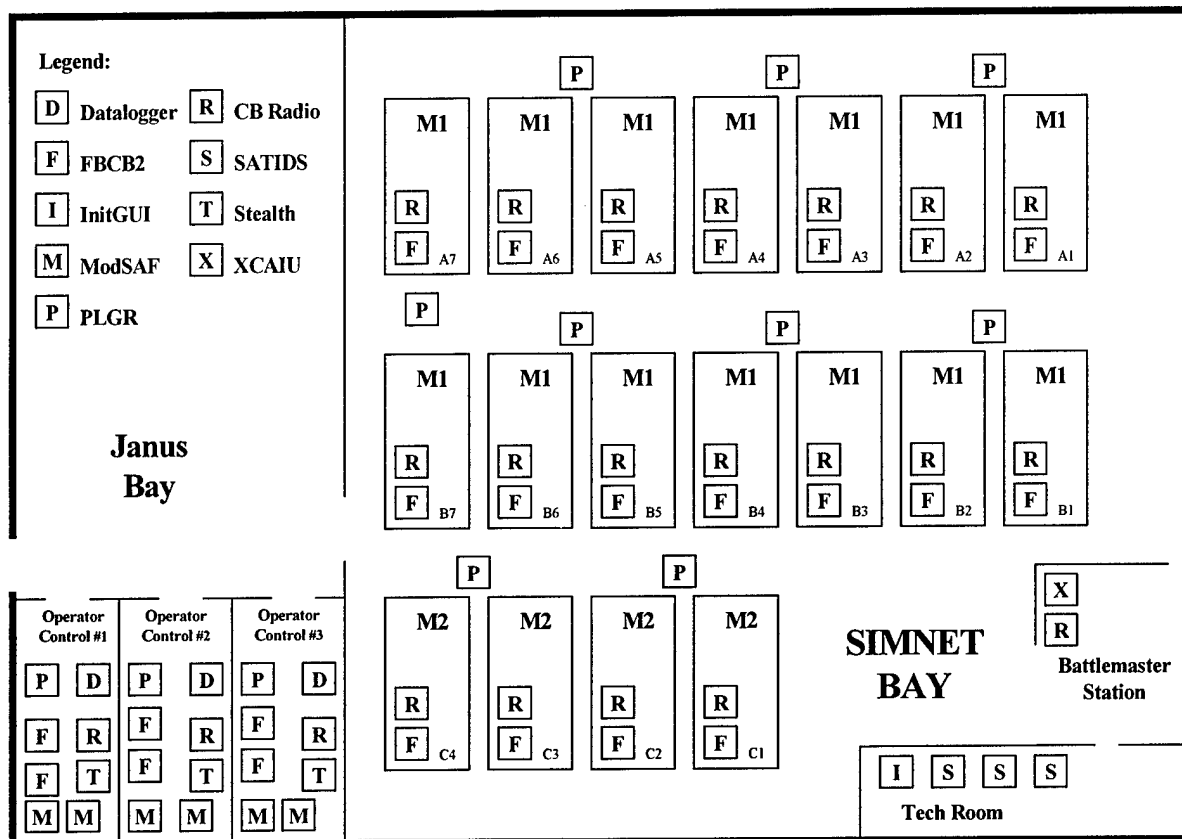 Legend:
D Datalogger R CB Radio
F FBCB2 S SATIDS
I InitGUI T Stealth
M ModSAF X XCAIU
P PLGR
P P P
M1 M1 M1 M1 M1 M1 M1
R R R R R R R
F A7 F A6 F A5 F A4 F A3 F A2 F A1
P P P P
M1 M1 M1 M1 M1 M1 M1
R R R R R R R
F B7 F B6 F B5 F B4 F B3 F B2 F B1
Janus
Bay
P P
M2 M2 M2 M2
R R R R
F C4 F C3 F C2 F C1
SIMNET
BAY
X
R
Battlemaster
Station
Operator
Control #1
P D
F R
F T
M M
Operator
Control #2
P D
F R
F T
M M
Operator
Control #3
P D
F R
F T
M M
I S S S
Tech Room